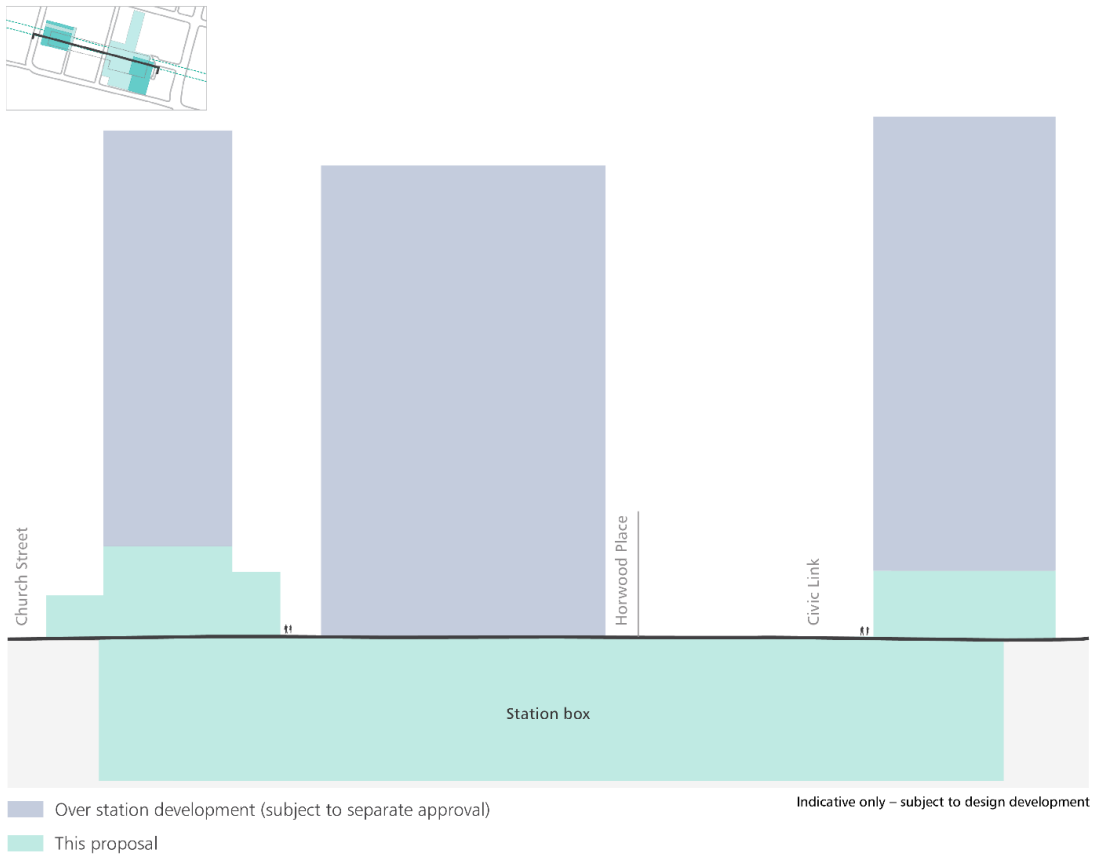 Church Street
Horwood Place
Civic Link
Station box
Over station development (subject to separate approval)
Indicative only – subject to design development
This proposal